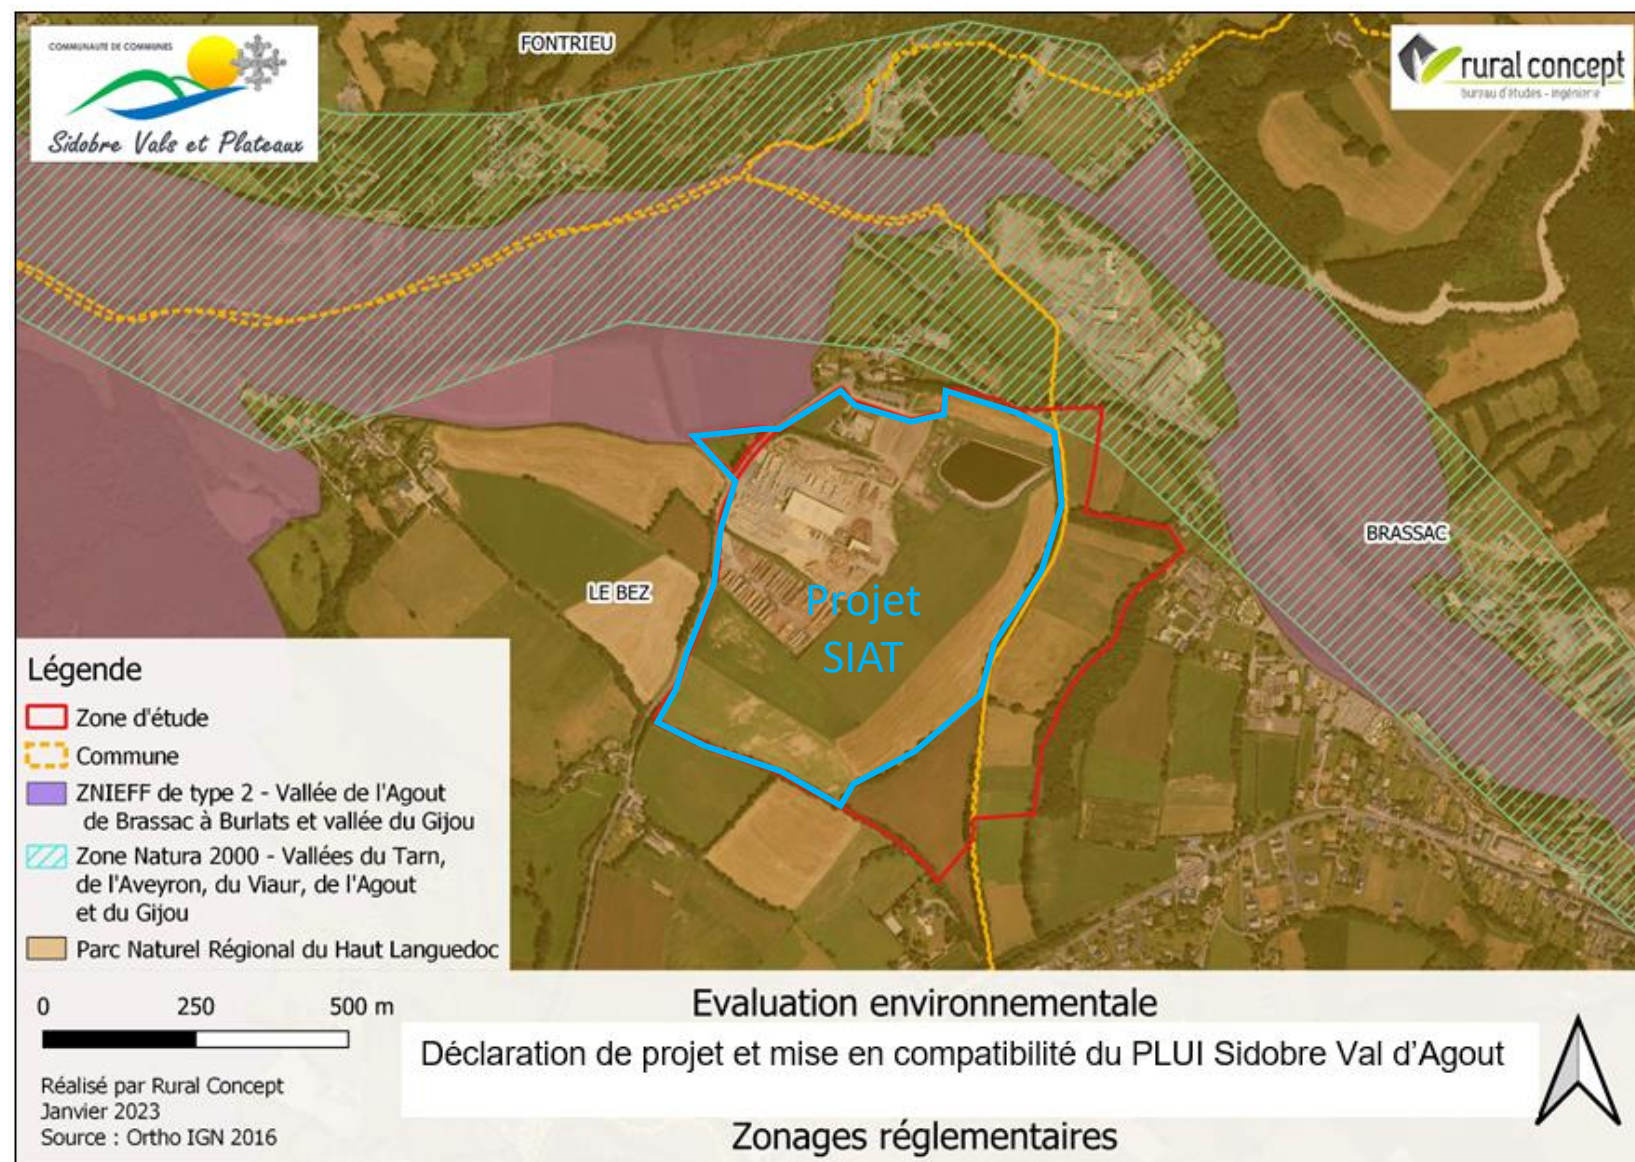 COMMUNAUTE DE COMMUNES
Sidobre Vals et Plateaux
FONTRIEU
rural concept
bureau d'études - ingénierie
BRASSAC
LE BEZ
Projet
SIAT
Légende
Zone d'étude
Commune
ZNIEFF de type 2 - Vallée de l'Agout
de Brassac à Burlats et vallée du Gijou
Zone Natura 2000 - Vallées du Tarn,
de l'Aveyron, du Viaur, de l'Agout
et du Gijou
Parc Naturel Régional du Haut Languedoc
0 250 500 m
Réalisé par Rural Concept
Janvier 2023
Source : Ortho IGN 2016
Evaluation environnementale
Déclaration de projet et mise en compatibilité du PLUI Sidobre Val d'Agout
Zonages réglementaires